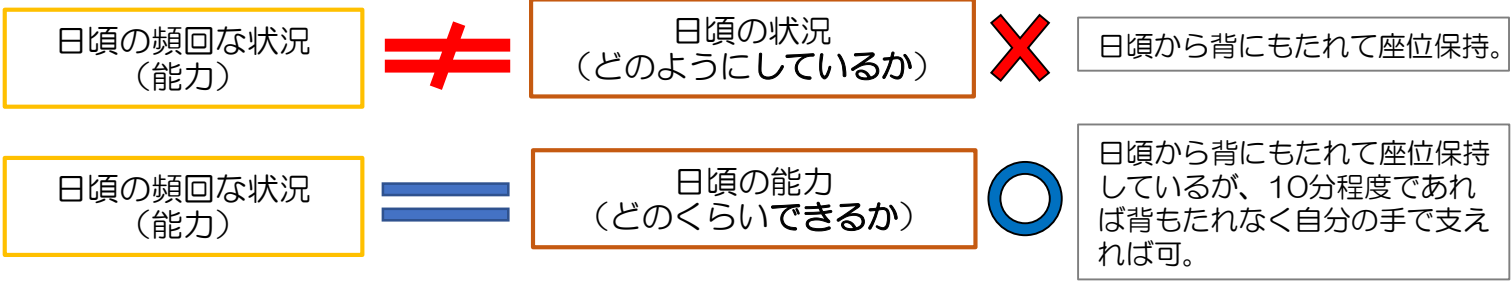 日頃の頻回な状況
（能力）
日頃の状況
（どのようにしているか）
日頃から背にもたれて座位保持。
日頃の頻回な状況
（能力）
日頃の能力
（どのくらいできるか）
日頃から背にもたれて座位保持
しているが、10分程度であれ
ば背もたれなく自分の手で支え
れば可。